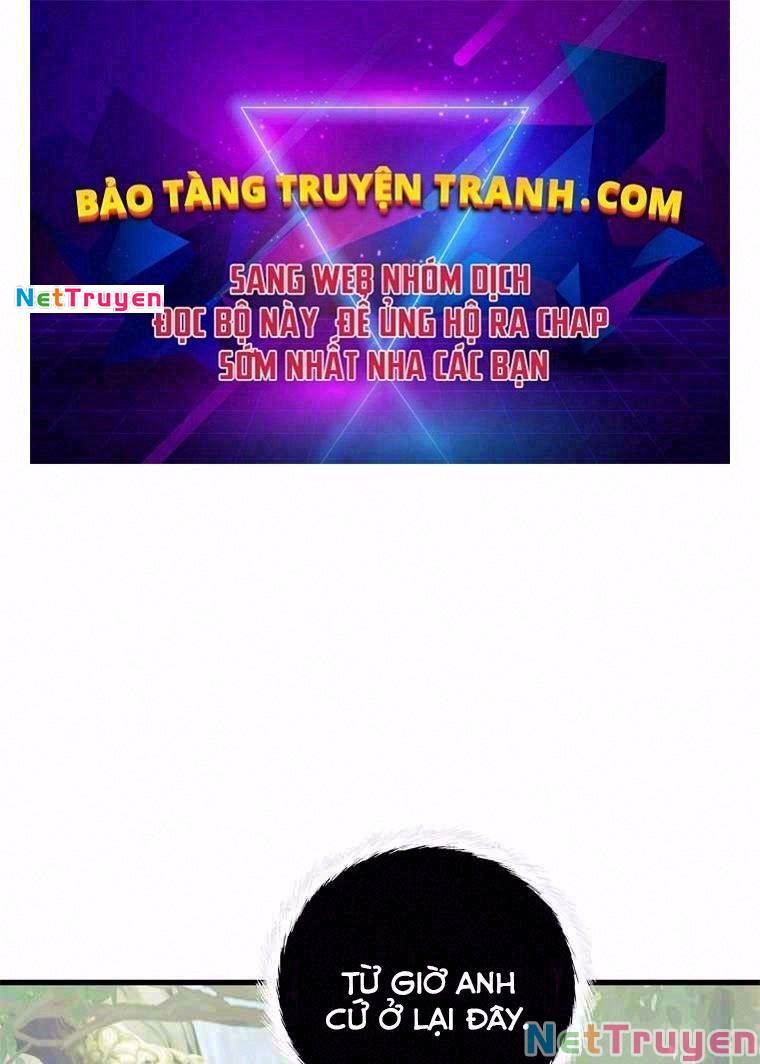 BẢO TÀNG TRUYỆN TRANH.COM
SANG WEB NHÓM DỊCH
NetTruyen
ĐỌC BỘ NÀY ĐỂ ỦNG HỘ RA CHAP
SỚM NHẤT NHA CÁC BẠN
TỪ GIỜ ANH
CỨ Ở LẠI ĐÂY.
NetTruyen